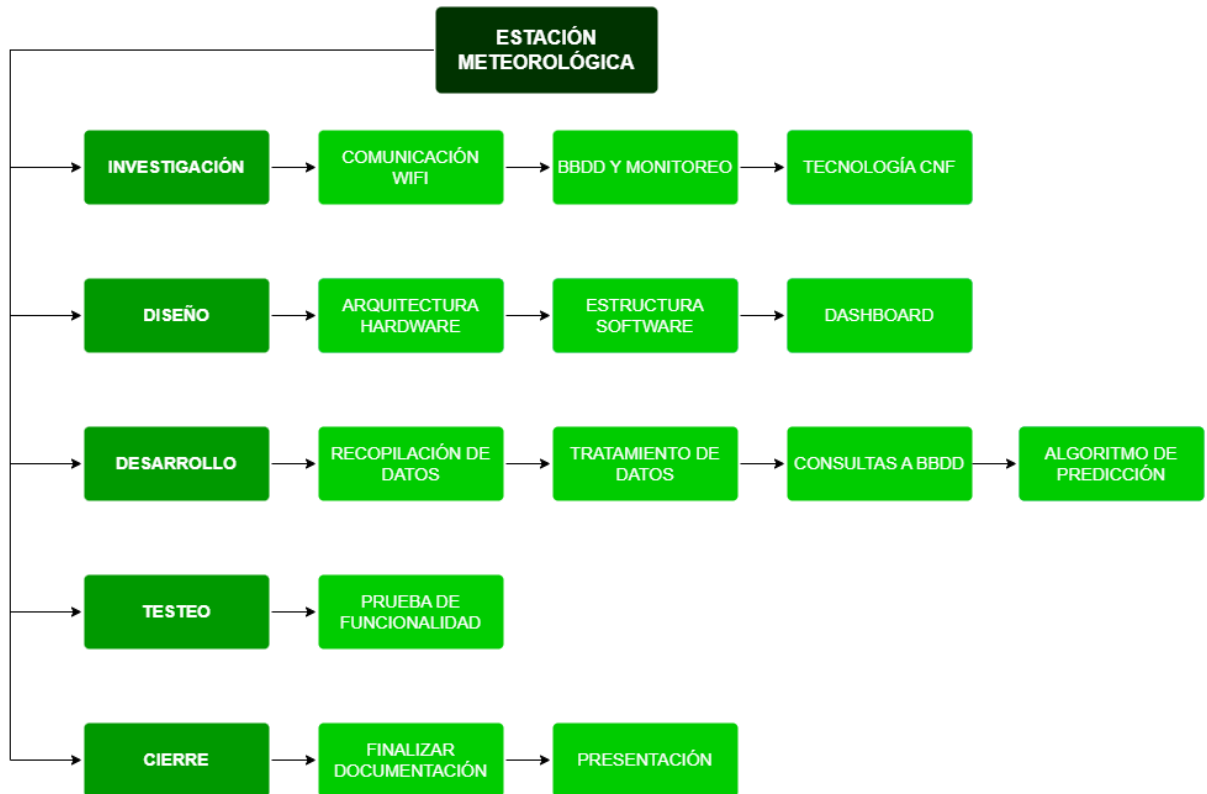 ESTACIÓN
METEOROLÓGICA
INVESTIGACIÓN
COMUNICACIÓN
WIFI
BBDD Y MONITOREO
TECNOLOGÍA CNF
DISEÑO
ARQUITECTURA
HARDWARE
ESTRUCTURA
SOFTWARE
DASHBOARD
DESARROLLO
RECOPILACIÓN DE
DATOS
TRATAMIENTO DE
DATOS
CONSULTAS A BBDD
ALGORITMO DE
PREDICCIÓN
TESTEO
PRUEBA DE
FUNCIONALIDAD
CIERRE
FINALIZAR
DOCUMENTACIÓN
PRESENTACIÓN